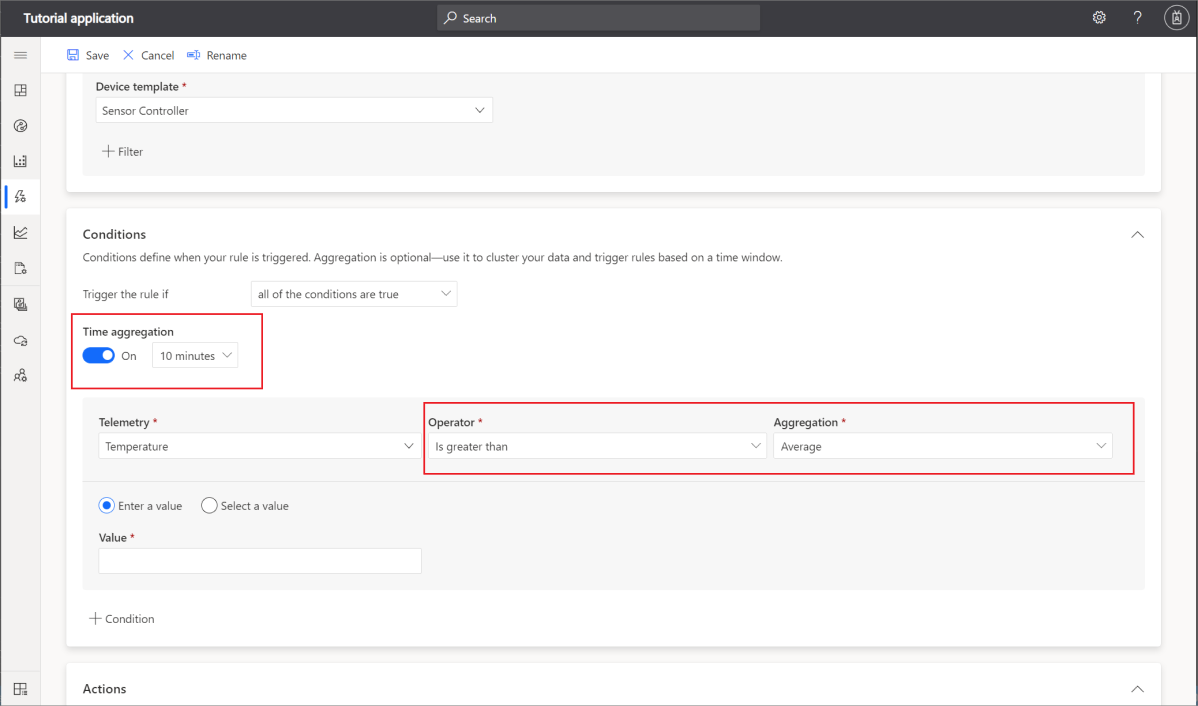 Tutorial application
Search
?
Save Cancel Rename
Device template *
Sensor Controller
Filter
Conditions
Conditions define when your rule is triggered. Aggregation is optional—use it to cluster your data and trigger rules based on a time window.
Trigger the rule if all of the conditions are true
Time aggregation
On 10 minutes
Telemetry * Operator * Aggregation *
Temperature Is greater than Average
Enter a value Select a value
Value *
Condition
Actions